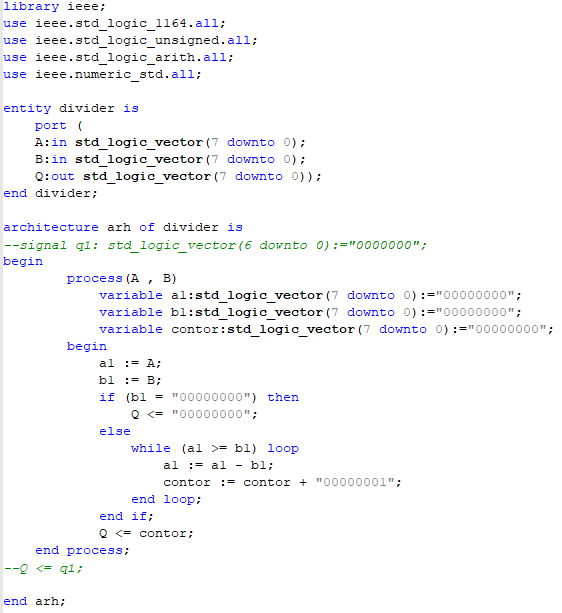 library ieee;
use ieee.std_logic_1164.all;
use ieee.std_logic_unsigned.all;
use ieee.std_logic_arith.all;
use ieee.numeric_std.all;

entity divider is
    port (
    A:in std_logic_vector(7 downto 0);
    B:in std_logic_vector(7 downto 0);
    Q:out std_logic_vector(7 downto 0));
end divider;

architecture arh of divider is
--signal q1: std_logic_vector(6 downto 0):="0000000";
begin
        process(A , B)
            variable a1:std_logic_vector(7 downto 0):="00000000";
            variable b1:std_logic_vector(7 downto 0):="00000000";
            variable contor:std_logic_vector(7 downto 0):="00000000";
        begin
            a1 := A;
            b1 := B;
            if (b1 = "00000000") then
                Q <= "00000000";
            else
                while (a1 >= b1) loop
                    a1 := a1 - b1;
                    contor := contor + "00000001";
                end loop;
            end if;
            Q <= contor;
    end process;
--Q <= q1;

end arh;